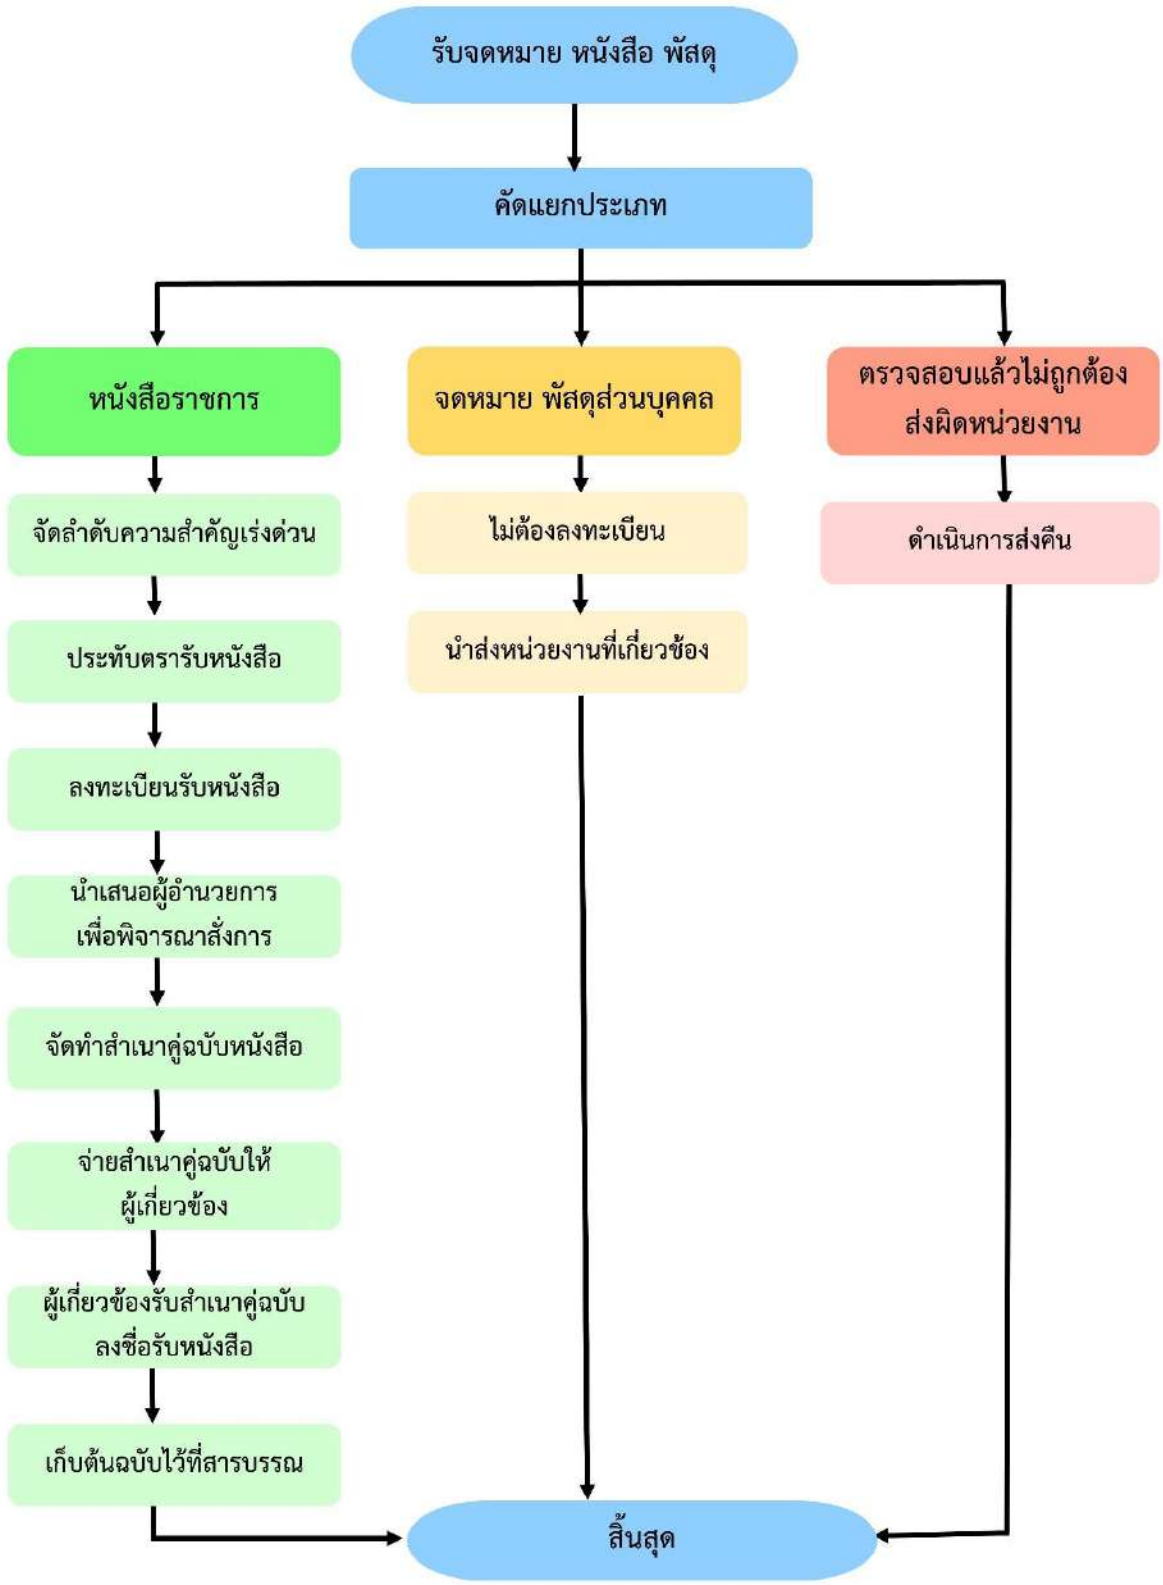 รับจดหมาย หนังสือ พัสดุ
คัดแยกประเภท
หนังสือราชการ
จัดลำดับความสำคัญเร่งด่วน
ประทับตรารับหนังสือ
ลงทะเบียนรับหนังสือ
นำเสนอผู้อำนวยการ
เพื่อพิจารณาสั่งการ
จัดทำสำเนาคู่ฉบับหนังสือ
จ่ายสำเนาคู่ฉบับให้
ผู้เกี่ยวข้อง
ผู้เกี่ยวข้องรับสำเนาคู่ฉบับ
ลงชื่อรับหนังสือ
เก็บต้นฉบับไว้ที่สารบรรณ
จดหมาย พัสดุส่วนบุคคล
ไม่ต้องลงทะเบียน
นำส่งหน่วยงานที่เกี่ยวช้อง
ตรวจสอบแล้วไม่ถูกต้อง
ส่งผิดหน่วยงาน
ดำเนินการส่งคืน
สิ้นสุด